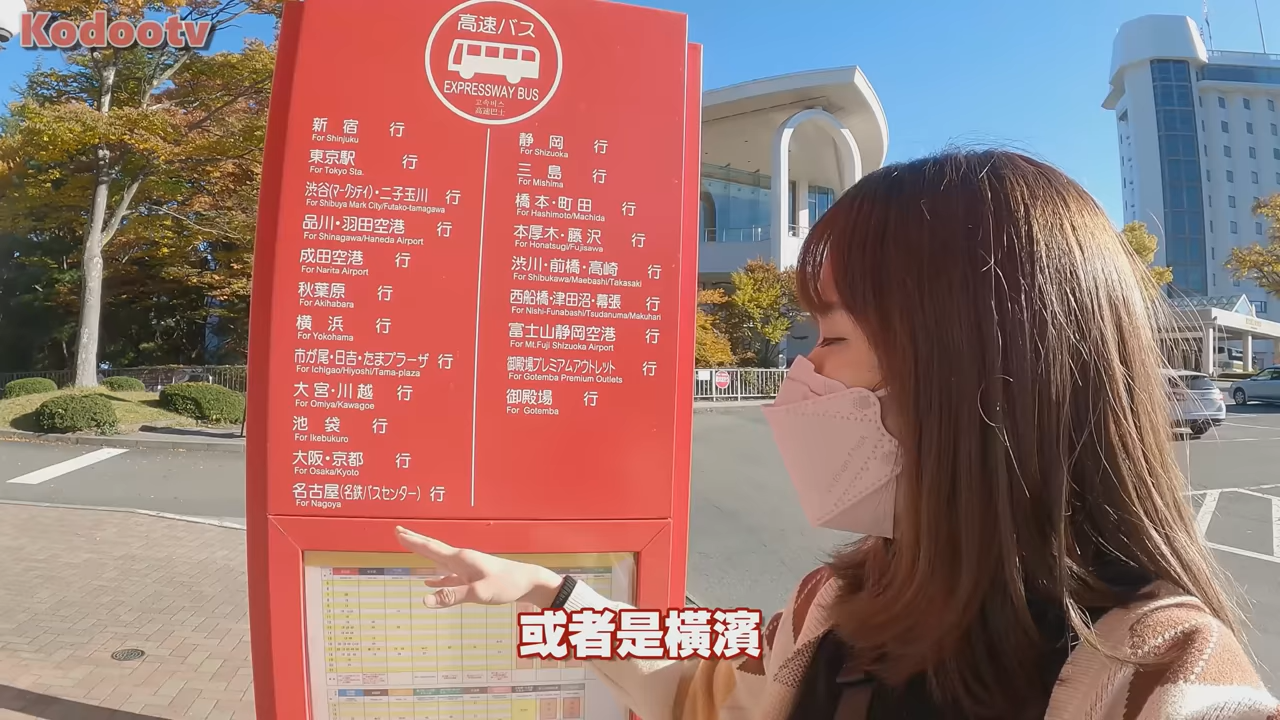 Kodootv
高速バス
EXPRESSWAY BUS
고속버스
高速巴士
新宿 行
For Shinjuku
東京駅 行
For Tokyo Sta.
渋谷(マークシティ)・二子玉川 行
For Shibuya Mark City/Futako-tamagawa
品川・羽田空港 行
For Shinagawa/Haneda Airport
成田空港 行
For Narita Airport
秋葉原 行
For Akihabara
横浜 行
For Yokohama
市が尾・日吉・たまプラーザ 行
For Ichigao/Hiyoshi/Tama-plaza
大宮・川越 行
For Omiya/Kawagoe
池袋 行
For Ikebukuro
大阪・京都 行
For Osaka/Kyoto
名古屋(名鉄バスセンター) 行
For Nagoya
静岡 行
For Shizuoka
三島 行
For Mishima
橋本・町田 行
For Hashimoto/Machida
本厚木・藤沢 行
For Honatsugi/Fujisawa
渋川・前橋・高崎 行
For Shibukawa/Maebashi/Takasaki
西船橋・津田沼・幕張 行
For Nishi-Funabashi/Tsudanuma/Makuhari
富士山静岡空港 行
For Mt.Fuji Shizuoka Airport
御殿場プレミアムアウトレット 行
For Gotemba Premium Outlets
御殿場 行
For Gotemba
或者是橫濱